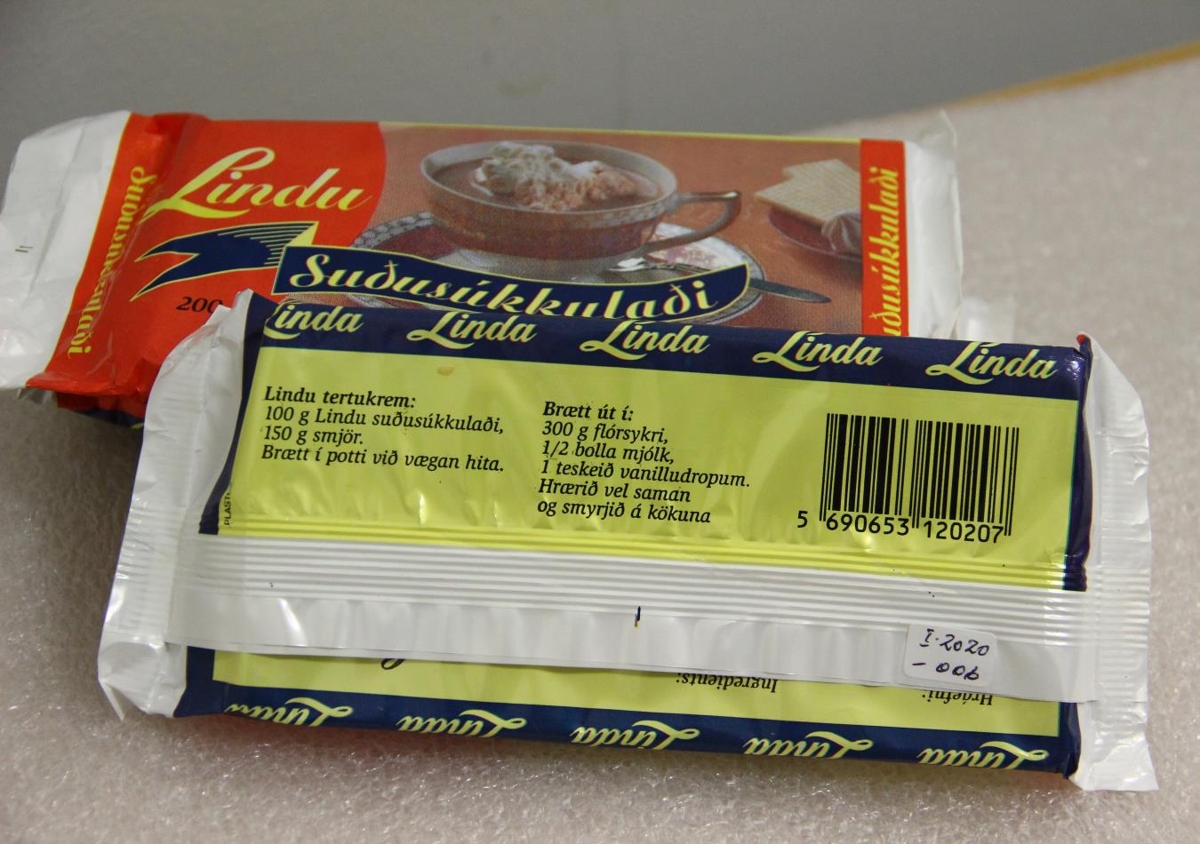 Lindu
Suðusúkkulaði
200
Suðusúkkulaði
Suðusúkkulaði
Linda Linda Linda Linda Linda
Lindu tertukrem:
100 g Lindu suðusúkkulaði,
150 g smjör.
Brætt í potti við vægan hita.
Brætt út í:
300 g flórsykri,
1/2 bolla mjólk,
1 teskeið vanilludropum.
Hrærið vel saman
og smyrjið á kökuna
5 690653 120207
I-2020
-006
Ingredients:
Hráefni:
Linda Linda Linda Linda Linda